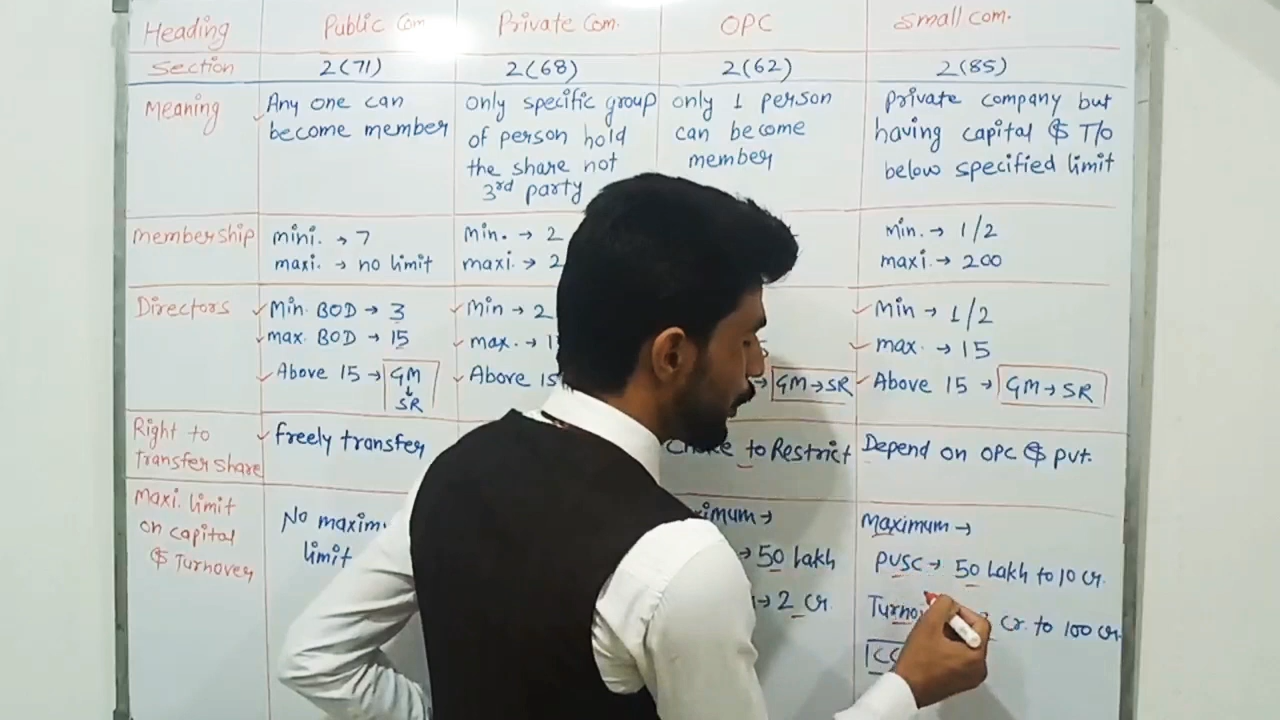 Heading Public Com Private Com. OPC Small com.
Section 2(71) 2(68) 2(62) 2(85)
Meaning
Any one can
become member
only specific group
of person hold
the share not
3rd party
only 1 person
can become
member
private company but
having capital & T/o
below specified limit
Membership
mini. → 7
maxi. → no limit
Min. → 2
maxi. → 2
min. → 1/2
maxi. → 200
Directors
Min. BOD → 3
max. BOD → 15
Above 15 → GM
↓
SR
Min → 2
max. → 1
Above 15
→ GM → SR
Min → 1/2
max. → 15
Above 15 → GM → SR
Right to
transfer share
freely transfer
to Restrict
Depend on OPC & pvt.
Maxi. limit
on capital
& Turnover
No maxim
limit
ximum →
→ 50 lakh
→ 2 Cr.
Maximum →
PUSC → 50 Lakh to 10 Cr.
Turno Cr. to 100 Cr.